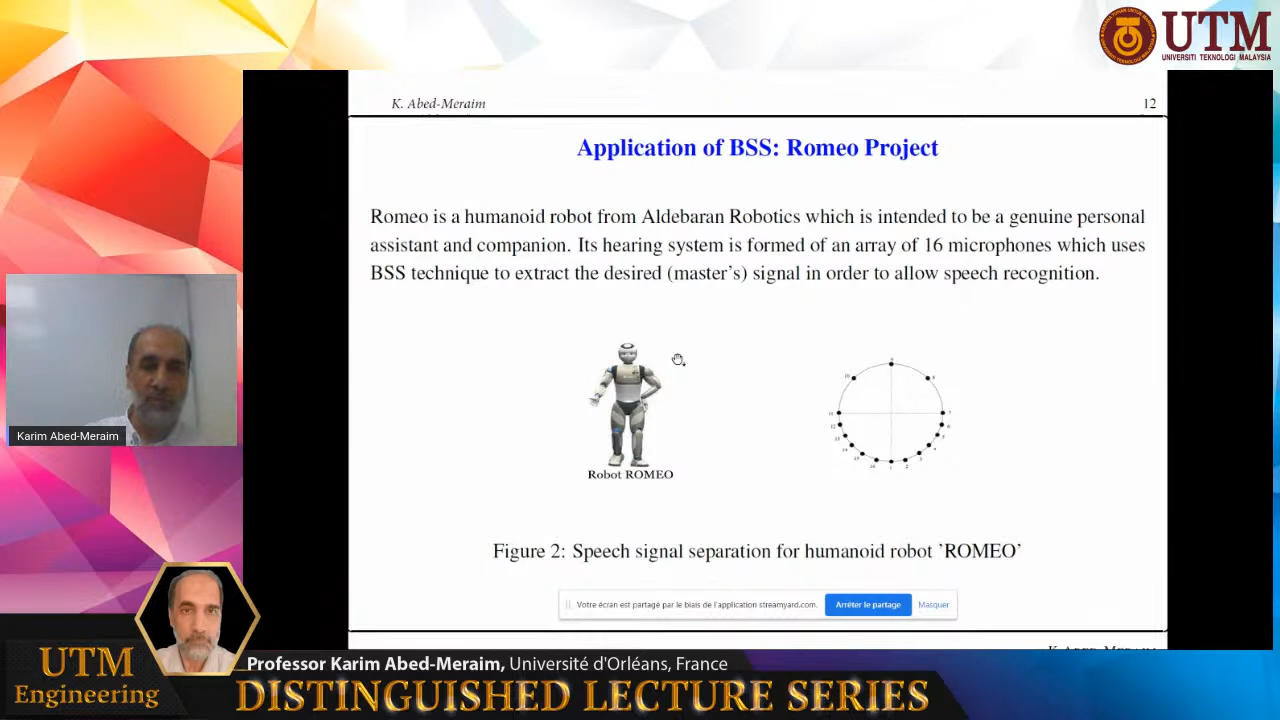 UTM
UNIVERSITI TEKNOLOGI MALAYSIA
K. Abed-Meraim
12
Application of BSS: Romeo Project
Romeo is a humanoid robot from Aldebaran Robotics which is intended to be a genuine personal
assistant and companion. Its hearing system is formed of an array of 16 microphones which uses
BSS technique to extract the desired (master's) signal in order to allow speech recognition.
Robot ROMEO
Figure 2: Speech signal separation for humanoid robot 'ROMEO'
Votre écran est partagé par le biais de l'application streamyard.com.
Arrêter le partage
Masquer
Karim Abed-Meraim
Professor Karim Abed-Meraim, Université d'Orléans, France
UTM
Engineering
DISTINGUISHED LECTURE SERIES